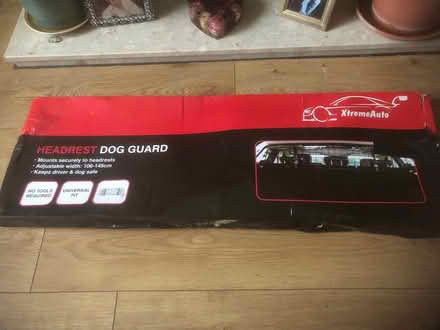 XtremeAuto
HEADREST DOG GUARD
• Mounts securely to headrests
• Adjustable width: 106-149cm
• Keeps driver & dog safe
NO TOOLS
REQUIRED
UNIVERSAL
FIT